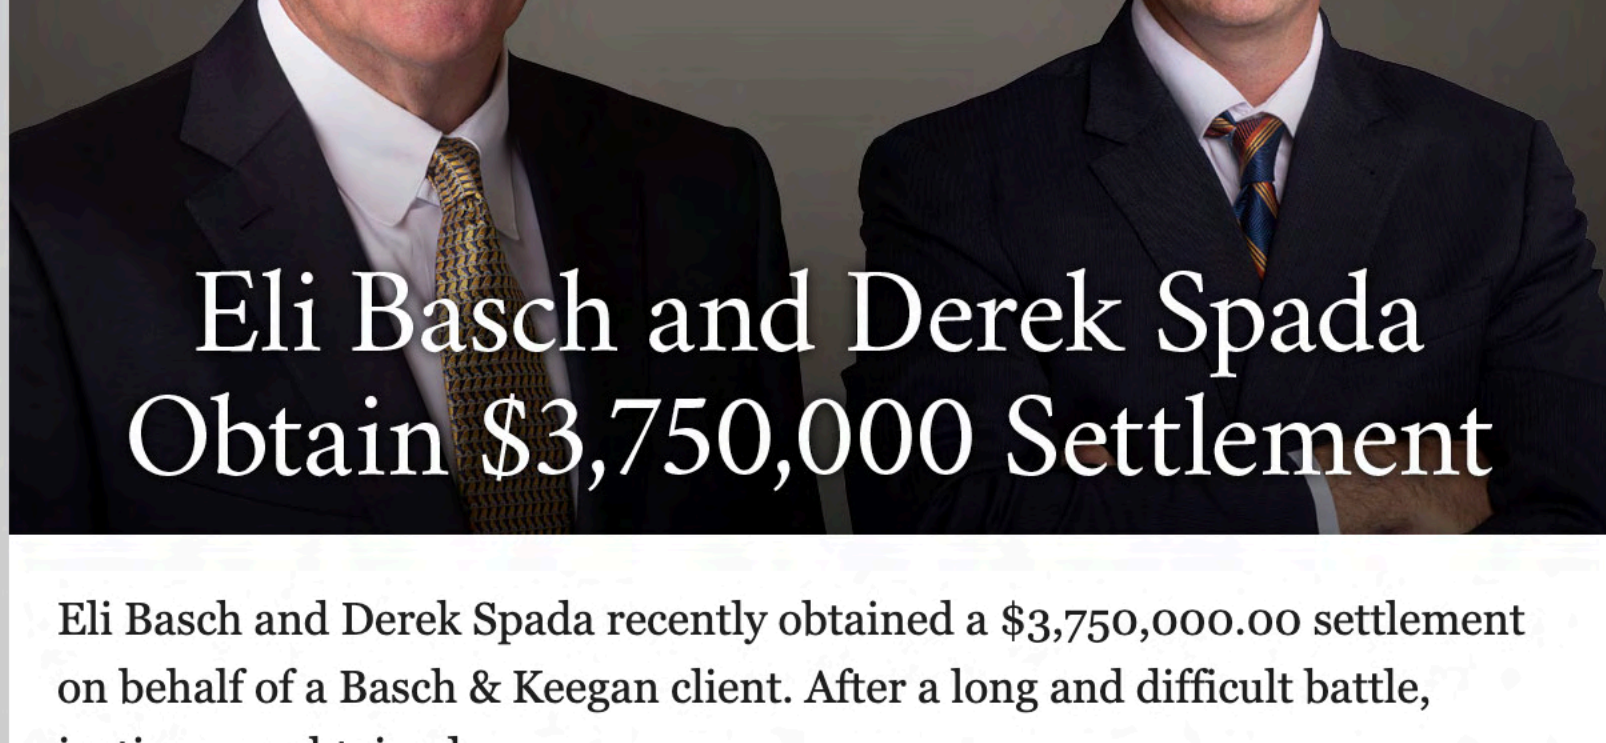 Eli Basch and Derek Spada
Obtain $3,750,000 Settlement
Eli Basch and Derek Spada recently obtained a $3,750,000.00 settlement
on behalf of a Basch & Keegan client. After a long and difficult battle,